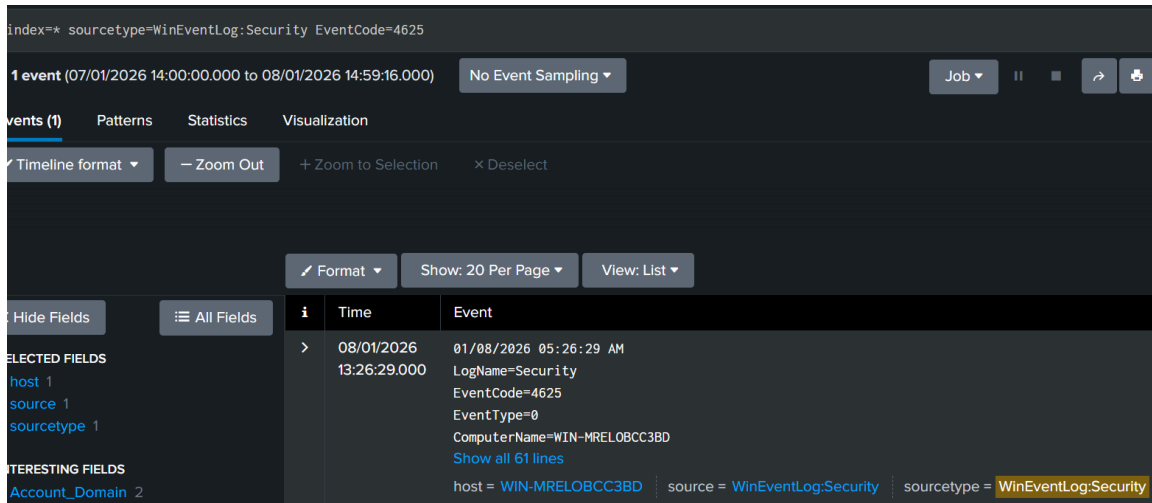 index=* sourcetype=WinEventLog:Security EventCode=4625
1 event (07/01/2026 14:00:00.000 to 08/01/2026 14:59:16.000) No Event Sampling ▾ Job ▾
vents (1) Patterns Statistics Visualization
Timeline format ▾ — Zoom Out + Zoom to Selection × Deselect
Format ▾ Show: 20 Per Page ▾ View: List ▾
Hide Fields All Fields i Time Event
ELECTED FIELDS
host 1
source 1
sourcetype 1
NTERESTING FIELDS
Account_Domain 2
> 08/01/2026
13:26:29.000
01/08/2026 05:26:29 AM
LogName=Security
EventCode=4625
EventType=0
ComputerName=WIN-MRELOBCC3BD
Show all 61 lines
host = WIN-MRELOBCC3BD source = WinEventLog:Security sourcetype = WinEventLog:Security